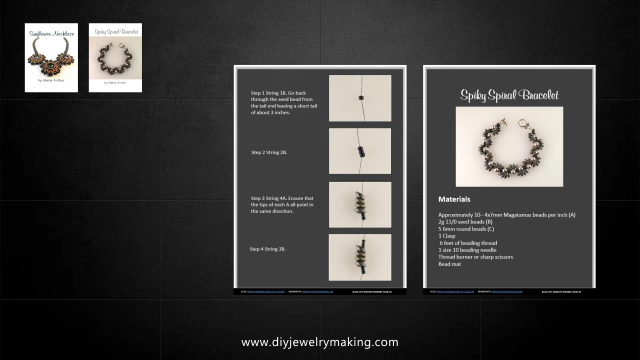 Sunflower Necklace
Spiky Spiral Bracelet
Step 1 String 1B. Go back
through the seed bead from
the tail end leaving a short tail
of about 3 inches.
Step 2 String 2B.
Step 3 String 4A. Ensure that
the tips of each A all point in
the same direction.
Step 4 String 3B.
Spiky Spiral Bracelet
Materials
Approximately 10 - 4x7mm Magatamas beads per inch (A)
2g 11/0 seed beads (B)
5 6mm round beads (C)
1 Clasp
6 feet of beading thread
1 size 10 beading needle
Thread burner or sharp scissors
Bead mat
www.diyjewelrymaking.com